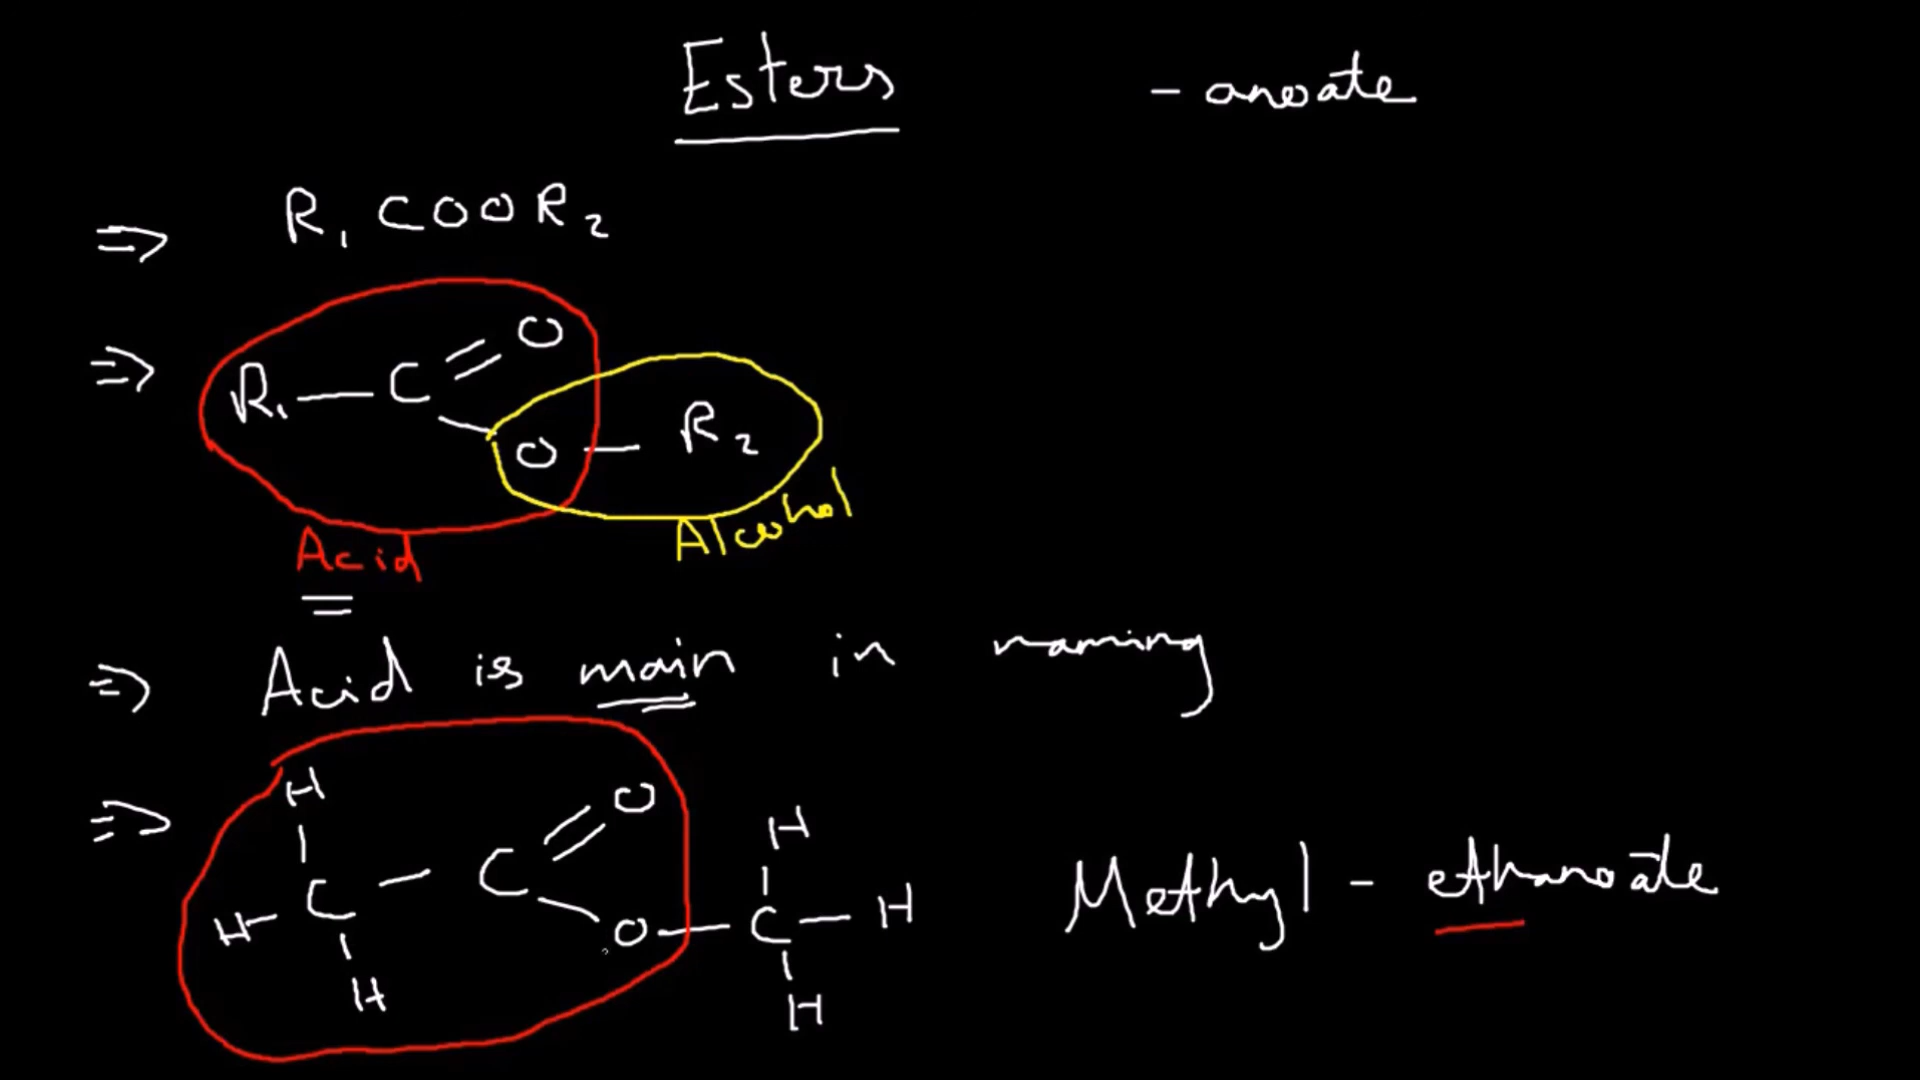 Esters - anoate
⇒ R₁COOR₂
⇒ R₁ — C = O
O — R₂
Acid
Alcohol
⇒ Acid is main in naming
⇒ H
O
H
C - C
H - C
O — C — H
H
H
Methyl - ethanoate